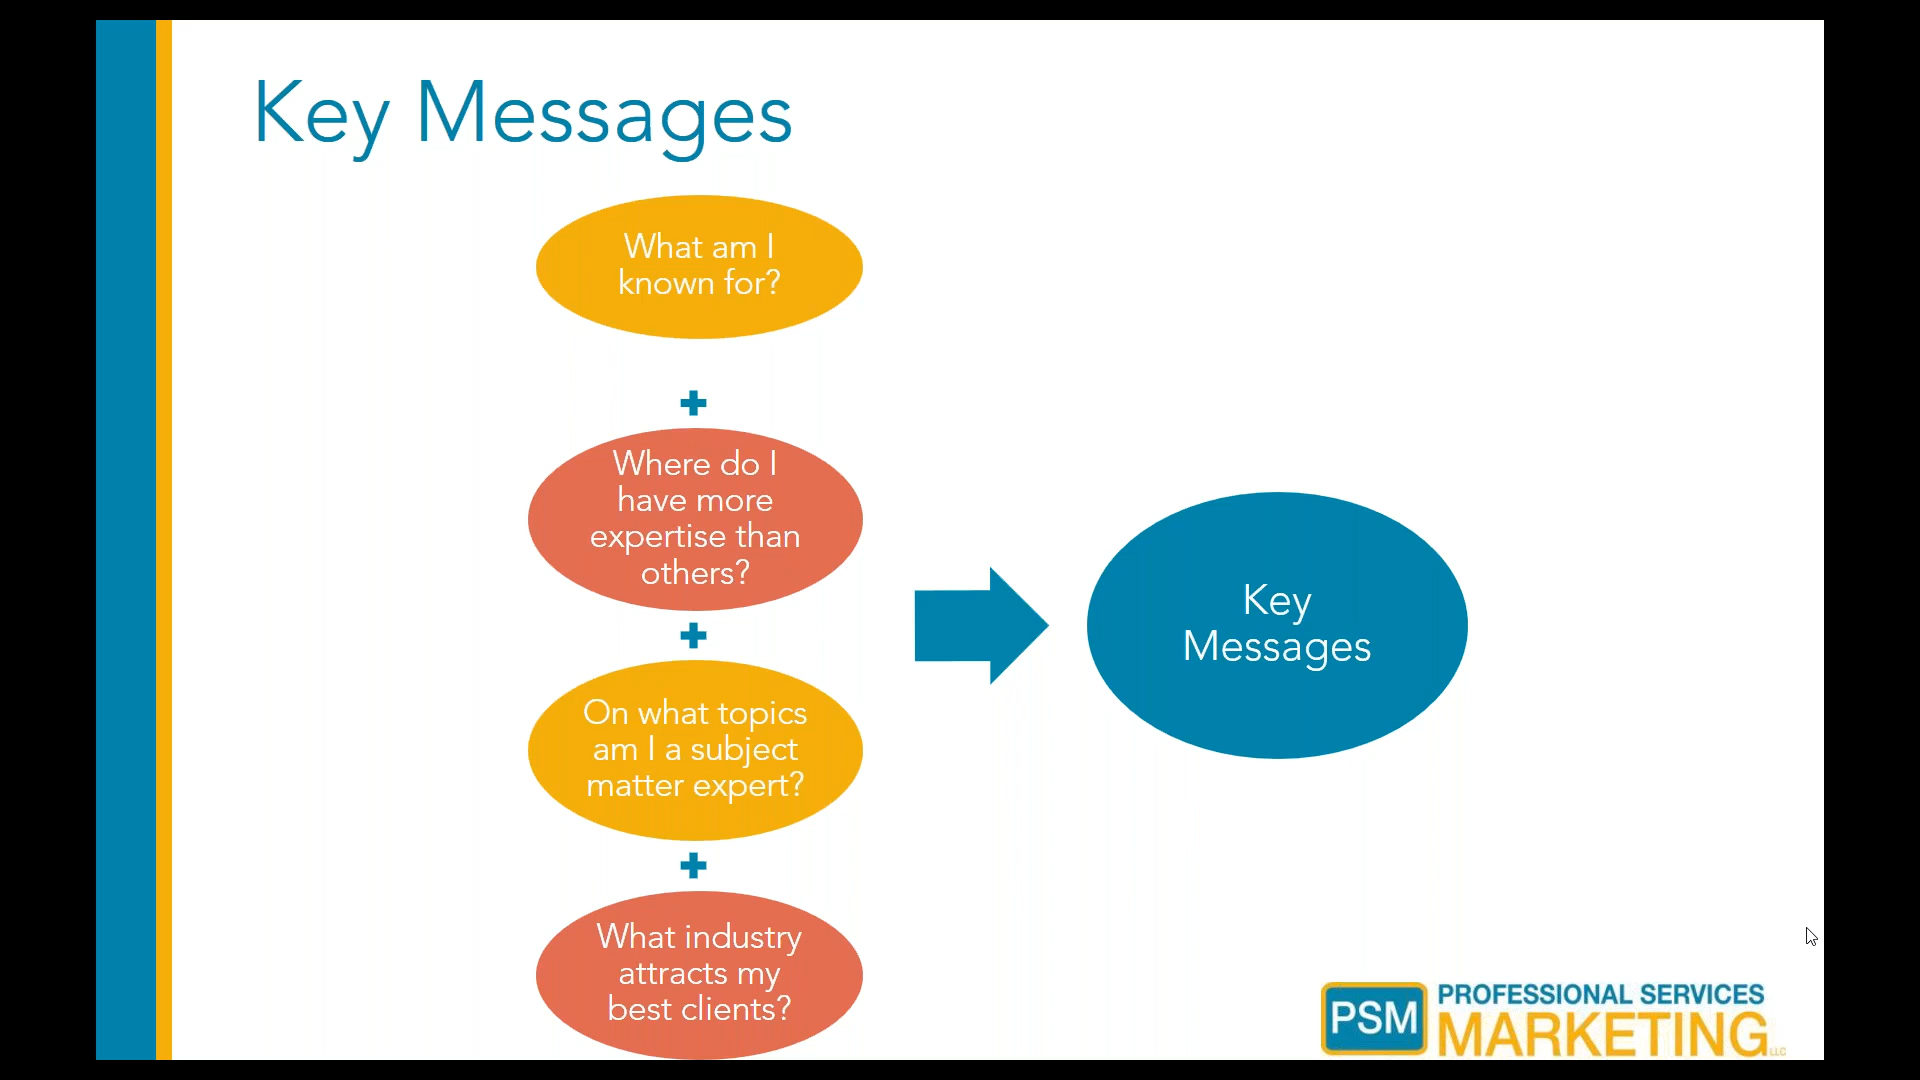 Key Messages
What am I
known for?
Where do I
have more
expertise than
others?
On what topics
am I a subject
matter expert?
What industry
attracts my
best clients?
Key
Messages
PSM
PROFESSIONAL SERVICES
MARKETING LLC